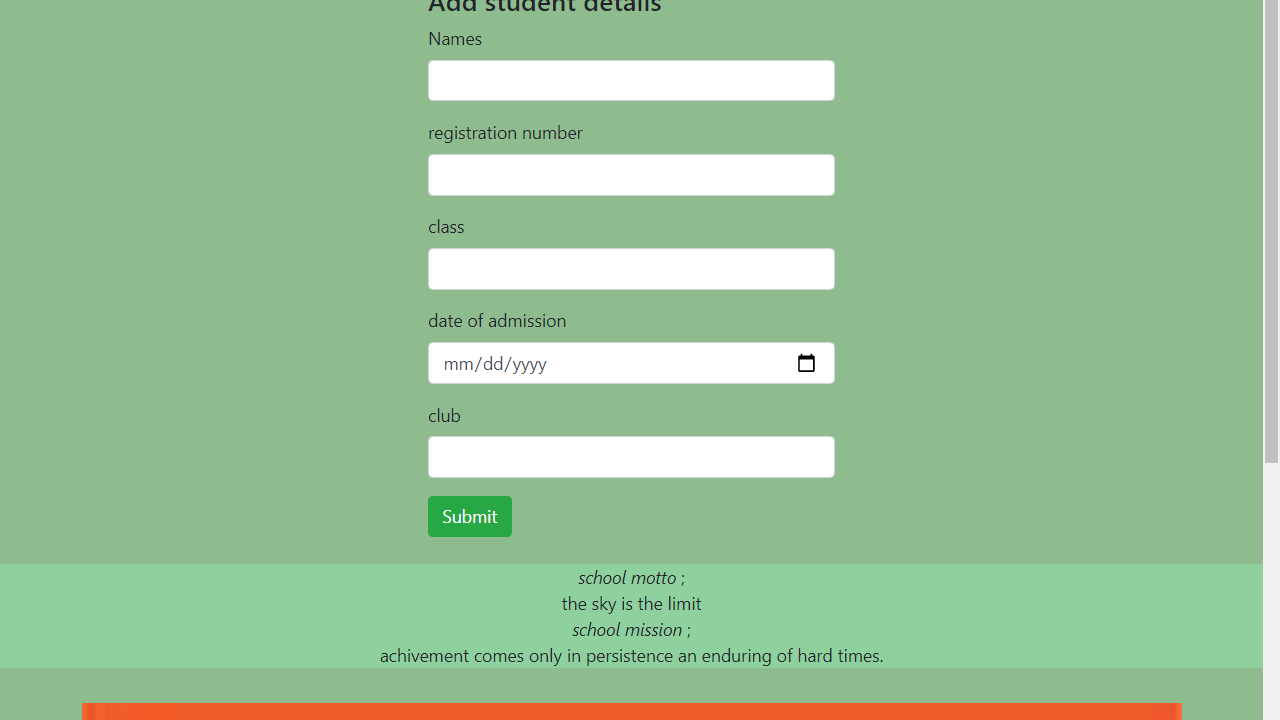 Add student details
Names
registration number
class
date of admission
mm/dd/yyyy
club
Submit
school motto ;
the sky is the limit
school mission ;
achivement comes only in persistence an enduring of hard times.